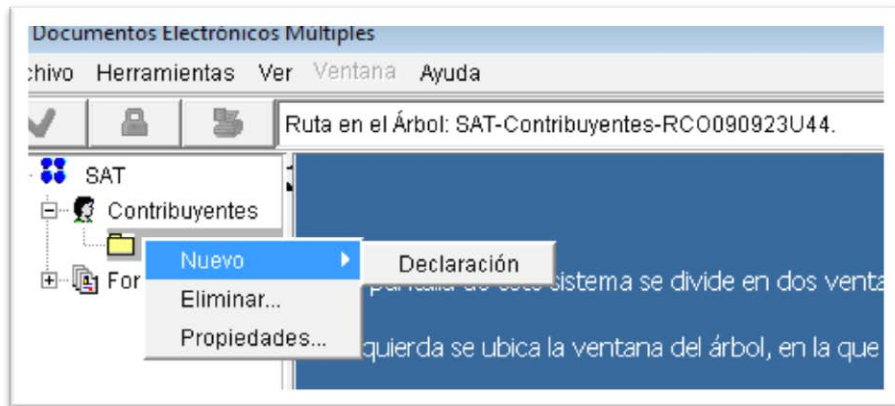 Documentos Electrónicos Múltiples
chivo Herramientas Ver Ventana Ayuda
Ruta en el Árbol: SAT-Contribuyentes-RCO090923U44.
SAT
Contribuyentes
Nuevo
Declaración
For
sistema se divide en dos venta
Eliminar...
Propiedades...
quierda se ubica la ventana del árbol, en la que